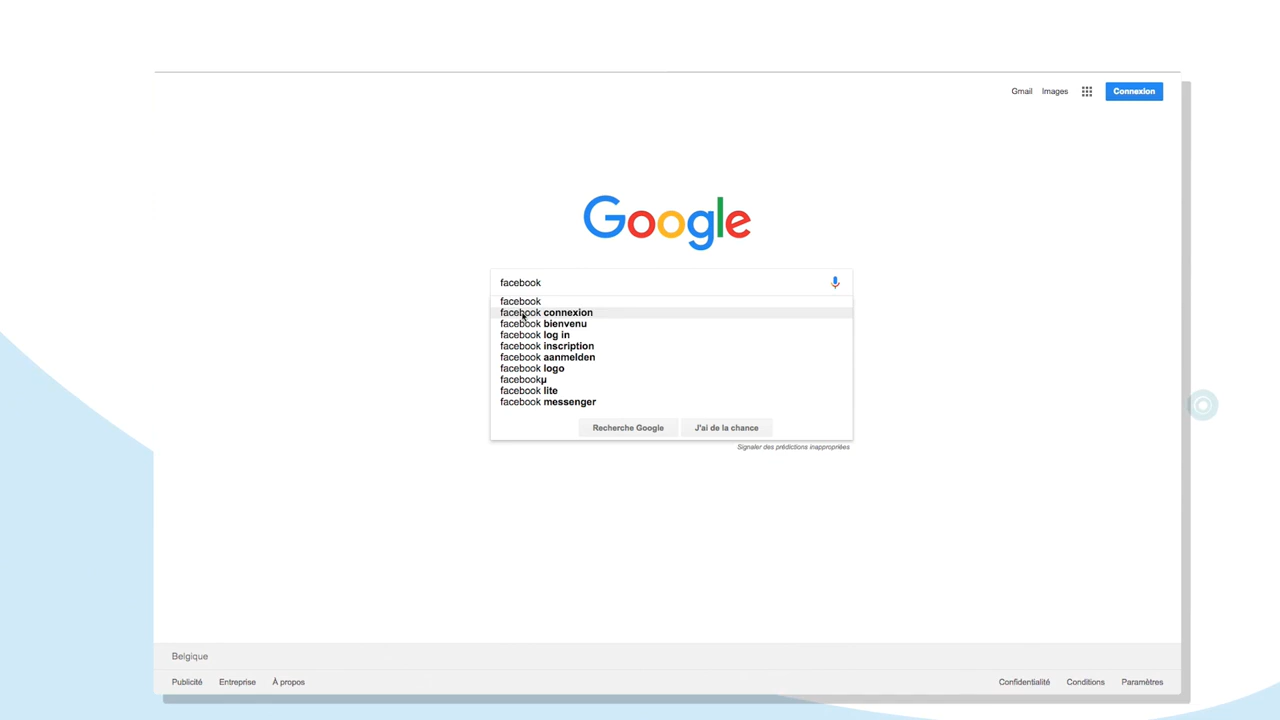 Gmail Images Connexion
Google
facebook
facebook
facebook connexion
facebook bienvenu
facebook log in
facebook inscription
facebook aanmelden
facebook logo
facebookµ
facebook lite
facebook messenger
Recherche Google J'ai de la chance
Signaler des prédictions inappropriées
Belgique
Publicité Entreprise À propos Confidentialité Conditions Paramètres